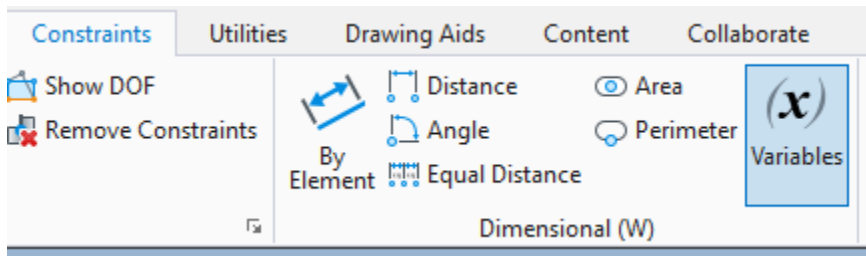 Constraints Utilities Drawing Aids Content Collaborate
Show DOF
Remove Constraints
By
Element
Distance
Angle
Equal Distance
Area
Perimeter
(x)
Variables
Dimensional (W)